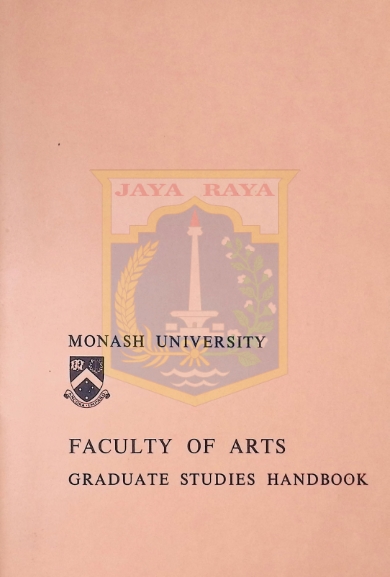 JAYA RAYA
MONASH UNIVERSITY
FACULTY OF ARTS
GRADUATE STUDIES HANDBOOK